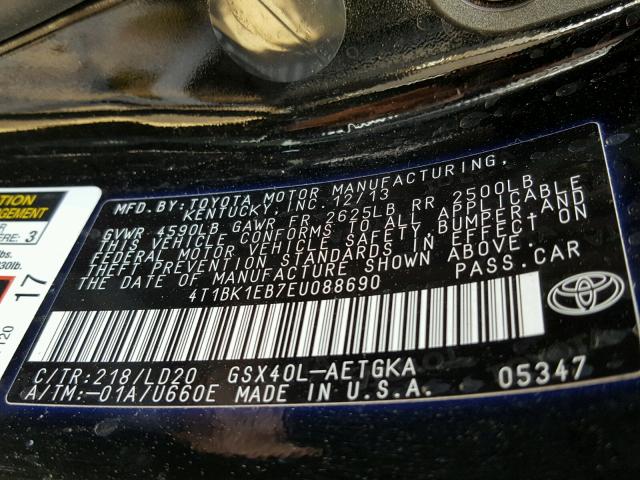 MFD.BY:TOYOTA MOTOR MANUFACTURING,
KENTUCKY, INC. 12/13
GVWR 4590LB GAWR FR 2625LB RR 2500LB
THIS VEHICLE CONFORMS TO ALL APPLICABLE
FEDERAL MOTOR VEHICLE SAFETY,BUMPER,AND
THEFT PREVENTION STANDARDS IN EFFECT ON
THE DATE OF MANUFACTURE SHOWN ABOVE.
4T1BK1EB7EU088690 PASS.CAR
C/TR:218/LD20 GSX40L-AETGKA
A/TM:-01A/U660E MADE IN U.S.A. 05347
17